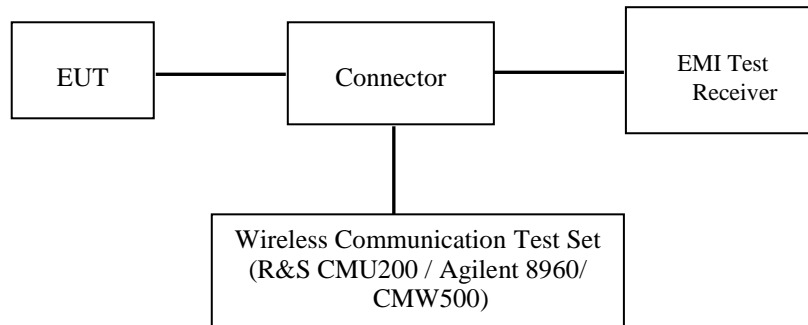 EUT
Connector
EMI Test
Receiver
Wireless Communication Test Set
(R&S CMU200 / Agilent 8960/
CMW500)